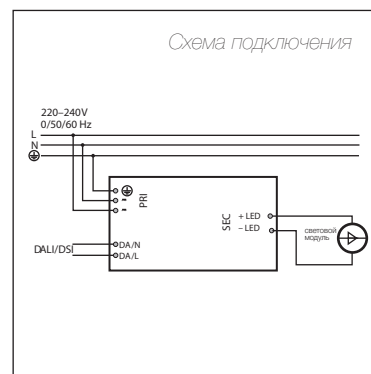 Схема подключения
220–240V
0/50/60 Hz
L
N
PRI
SEC
+ LED
– LED
световой
модуль
DALI/DSI
DA/N
DA/L